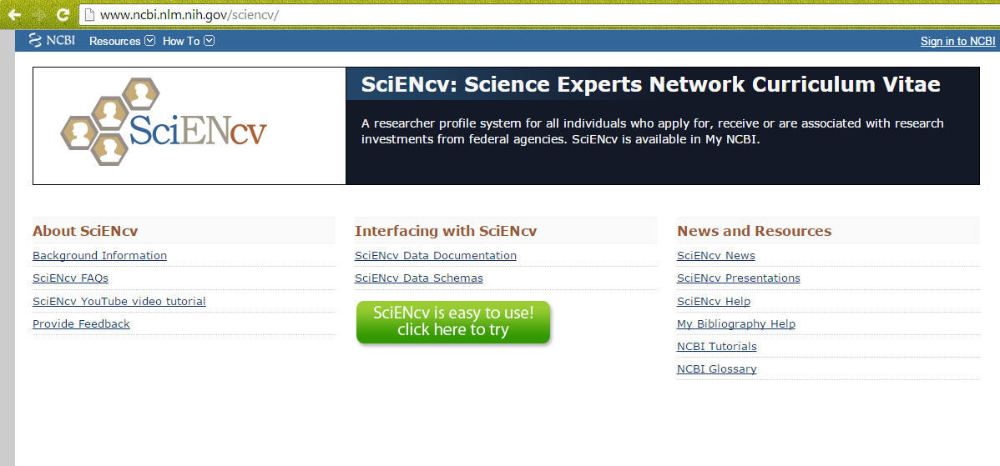 www.ncbi.nlm.nih.gov/sciencv/
NCBI Resources How To Sign in to NCBI
SciENcv
SciENcv: Science Experts Network Curriculum Vitae
A researcher profile system for all individuals who apply for, receive or are associated with research
investments from federal agencies. SciENcv is available in My NCBI.
About SciENcv
Background Information
SciENcv FAQs
SciENcv YouTube video tutorial
Provide Feedback
Interfacing with SciENcv
SciENcv Data Documentation
SciENcv Data Schemas
SciENcv is easy to use!
click here to try
News and Resources
SciENcv News
SciENcv Presentations
SciENcv Help
My Bibliography Help
NCBI Tutorials
NCBI Glossary